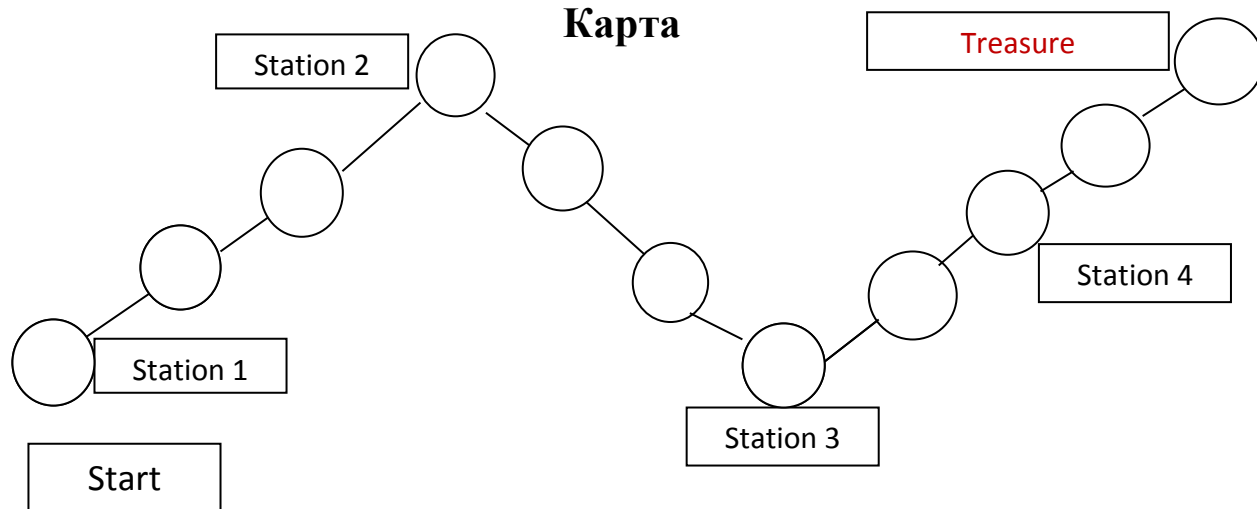 Карта
Treasure
Station 2
Station 4
Station 1
Station 3
Start